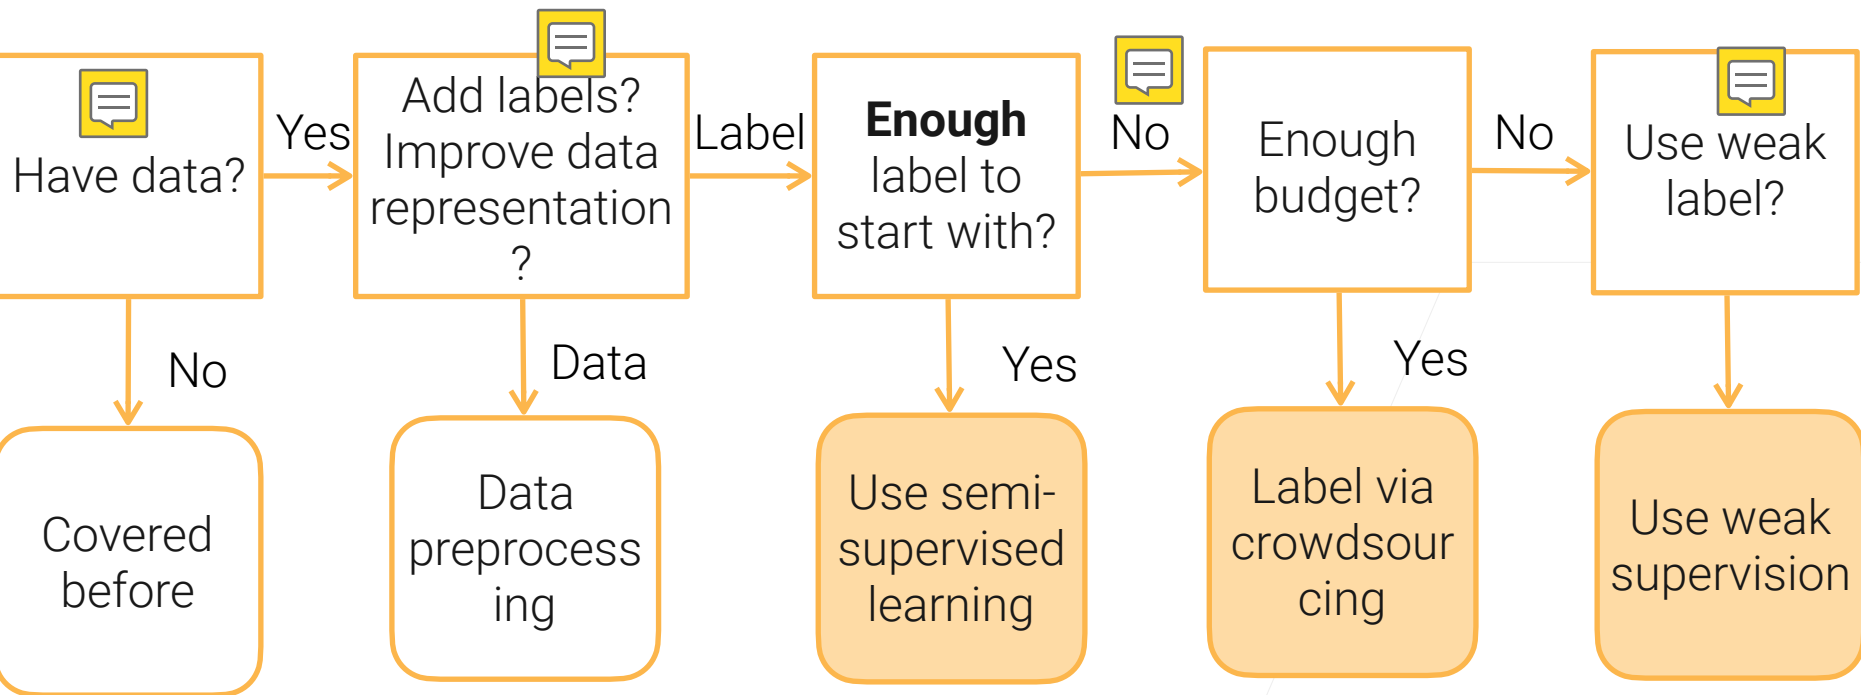 Have data?
Yes
Add labels?
Improve data
representation
?
Label
Enough
label to
start with?
No
Enough
budget?
No
Use weak
label?
No
Data
Yes
Yes
Covered
before
Data
preprocess
ing
Use semi-
supervised
learning
Label via
crowdsour
cing
Use weak
supervision